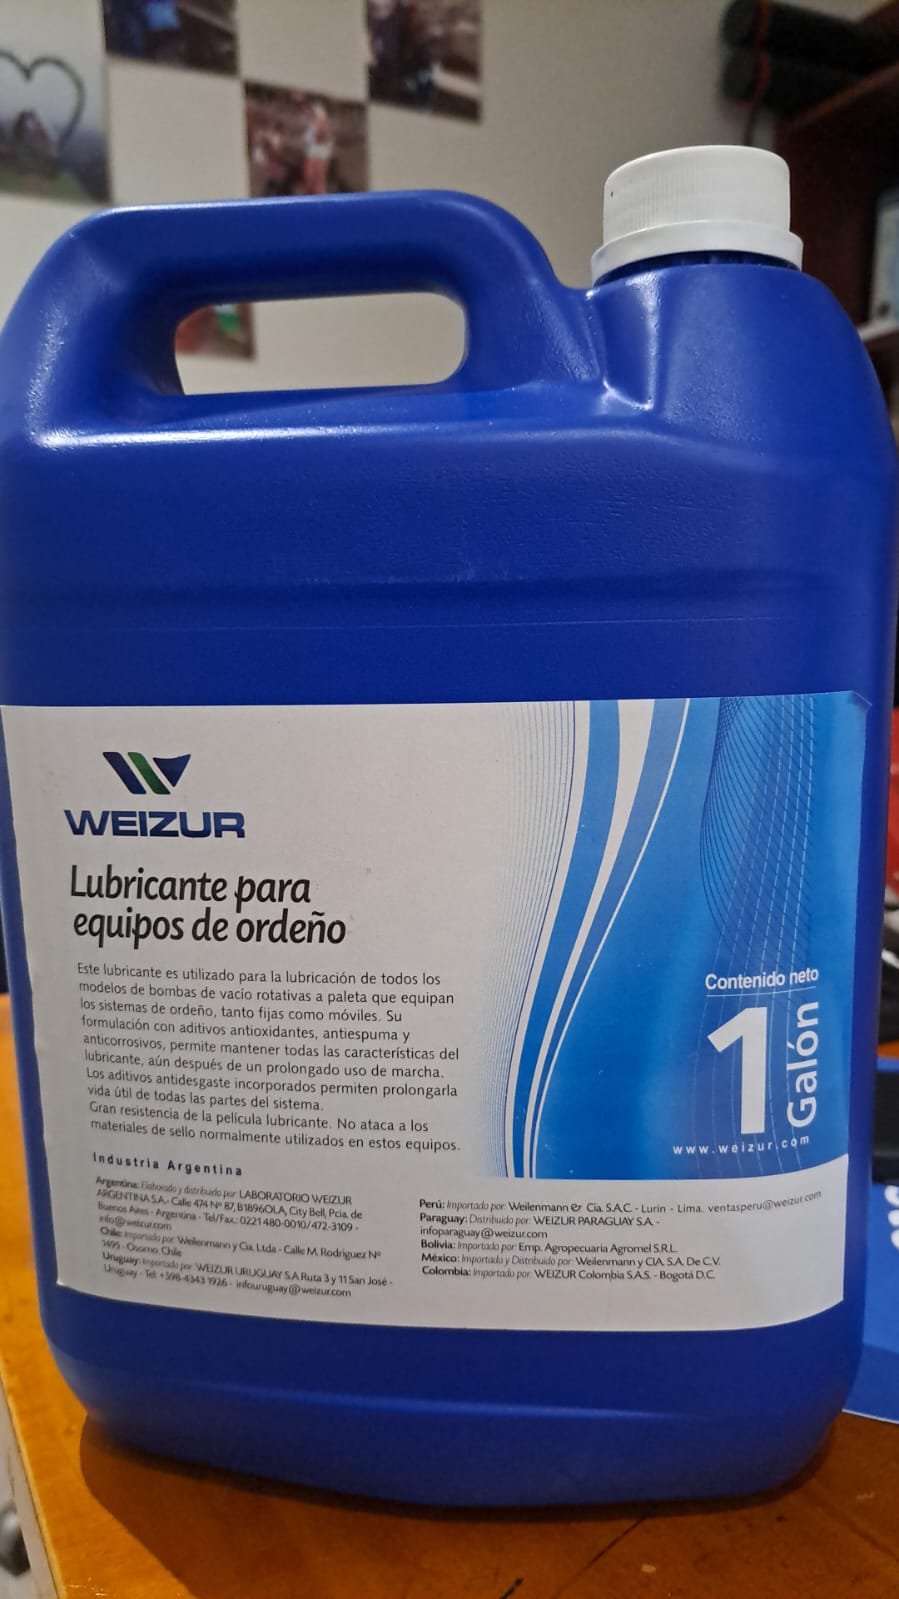 WEIZUR
Lubricante para
equipos de ordeño
Este lubricante es utilizado para la lubricación de todos los
modelos de bombas de vacío rotativas a paleta que equipan
los sistemas de ordeño, tanto fijas como móviles. Su
formulación con aditivos antioxidantes, antiespuma y
anticorrosivos, permite mantener todas las características del
lubricante, aún después de un prolongado uso de marcha.
Los aditivos antidesgaste incorporados permiten prolongarla
vida útil de todas las partes del sistema.
Gran resistencia de la película lubricante. No ataca a los
materiales de sello normalmente utilizados en estos equipos.
Contenido neto
1
Galón
www.weizur.com
Industria Argentina
Argentina: Elaborado y distribuido por: LABORATORIO WEIZUR
ARGENTINA S.A.- Calle 474 Nº 87, B1896OLA, City Bell, Pcia. de
Buenos Aires - Argentina - Tel/Fax.: 0221 480-0010/472-3109 -
info@weizur.com
Chile: Importado por: Weilenmann y Cia. Ltda - Calle M. Rodriguez Nº
1495 - Osorno Chile
Uruguay: Importado por: WEIZUR URUGUAY S.A Ruta 3 y 11 San José -
Uruguay - Tel: +598-4343 1926 - infouruguay@weizur.com
Perú: Importado por: Weilenmann & Cía. S.A.C. - Lurin - Lima. ventasperu@weizur.com
Paraguay: Distribuido por: WEIZUR PARAGUAY S.A. -
infoparaguay@weizur.com
Bolivia: Importado por: Emp. Agropecuaria Agromel S.R.L.
México: Importado y Distribuido por: Weilenmann y CIA. S.A. De C.V.
Colombia: Importado por: WEIZUR Colombia S.A.S. - Bogotá D.C.